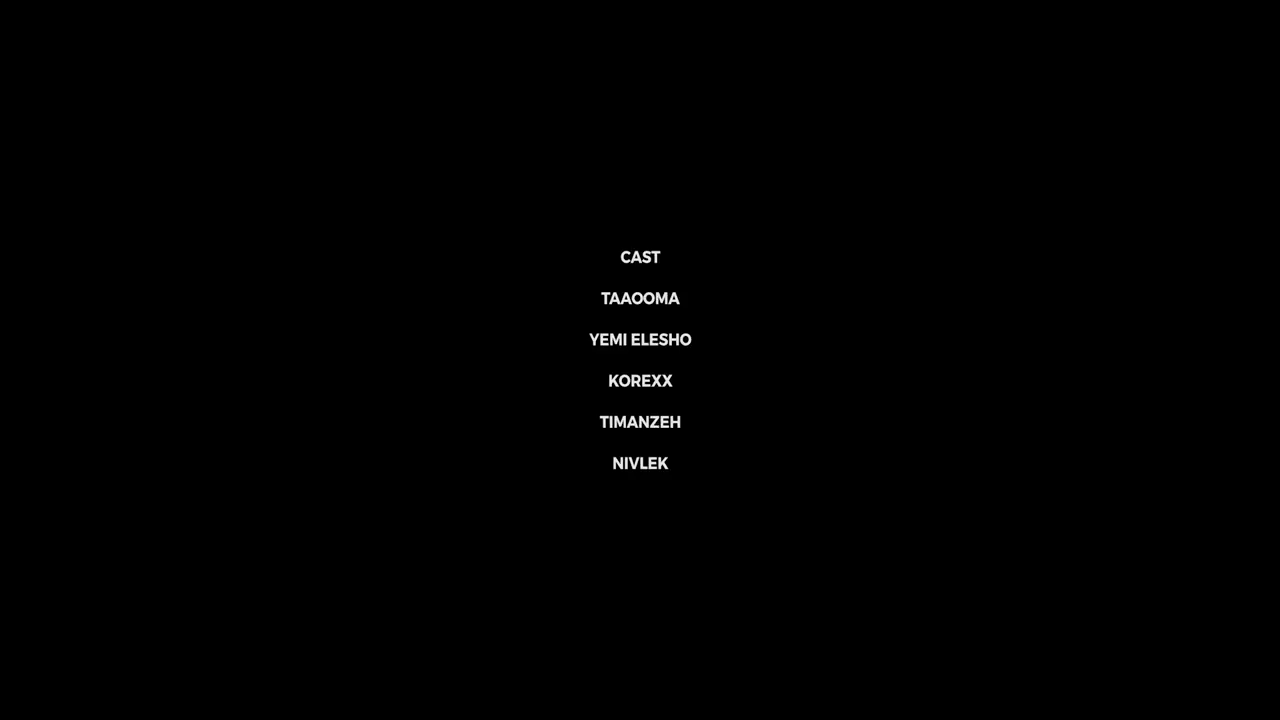 CAST
TAAOOMA
YEMI ELESHO
KOREXX
TIMANZEH
NIVLEK